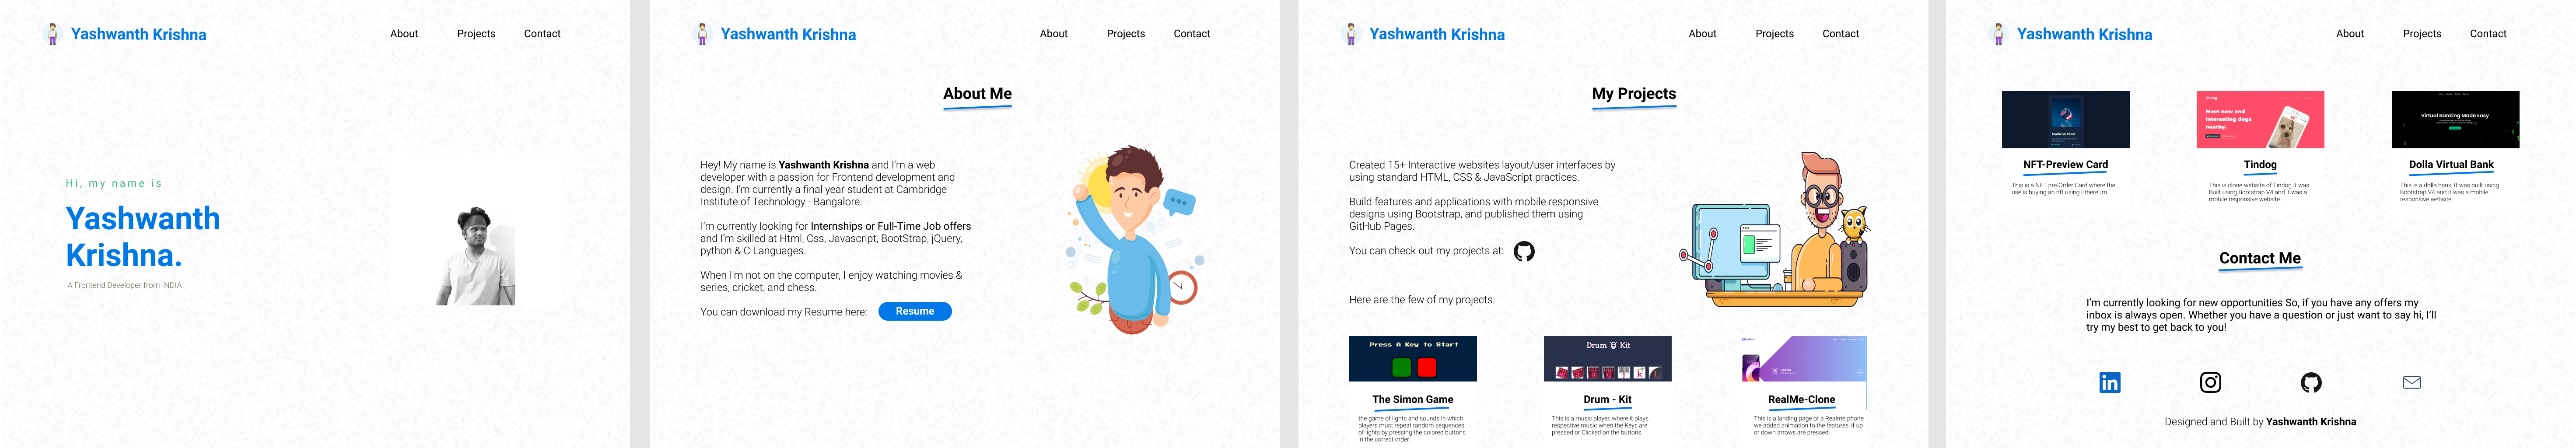 Yashwanth Krishna
About
Projects
Contact
Hi, my name is
Yashwanth
Krishna.
A Frontend Developer from INDIA
Yashwanth Krishna
About
Projects
Contact
About Me
Hey! My name is Yashwanth Krishna and I'm a web
developer with a passion for Frontend development and
design. I'm currently a final year student at Cambridge
Institute of Technology - Bangalore.
I'm currently looking for Internships or Full-Time Job offers
and I'm skilled at Html, Css, Javascript, BootStrap, jQuery,
python & C Languages.
When I'm not on the computer, I enjoy watching movies &
series, cricket, and chess.
You can download my Resume here:
Resume
Yashwanth Krishna
About
Projects
Contact
My Projects
Created 15+ Interactive websites layout/user interfaces by
using standard HTML, CSS & JavaScript practices.
Build features and applications with mobile responsive
designs using Bootstrap, and published them using
GitHub Pages.
You can check out my projects at:
Here are the few of my projects:
Press A Key to Start
The Simon Game
the game of lights and sounds in which
players must repeat random sequences
of lights by pressing the colored buttons
in the correct order.
Drum Kit
Drum - Kit
This is a music player, where it plays
respective music when the Keys are
pressed or Clicked on the buttons.
RealMe-Clone
This is a landing page of a Realme phone
we added animation to the features, if up
or down arrows are pressed.
Yashwanth Krishna
About
Projects
Contact
NFT-Preview Card
This is a NFT pre-Order Card where the
use is buying an nft using Ethereum.
Meet new and
interesting dogs
nearby.
Tindog
This is clone website of Tindog.It was
Built using Bootstrap V4 and it was a
mobile responsive website.
Virtual Banking Made Easy
Dolla Virtual Bank
This is a dolla bank, It was built using
Bootstrap V4 and it was a mobile
responsive website.
Contact Me
I'm currently looking for new opportunities So, if you have any offers my
inbox is always open. Whether you have a question or just want to say hi, I'll
try my best to get back to you!
in
Designed and Built by Yashwanth Krishna